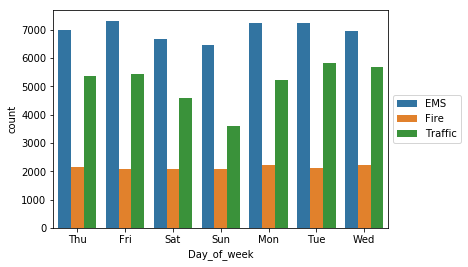 7000
6000
5000
4000
3000
2000
1000
0
count
Thu Fri Sat Sun Mon Tue Wed
Day_of_week
EMS
Fire
Traffic